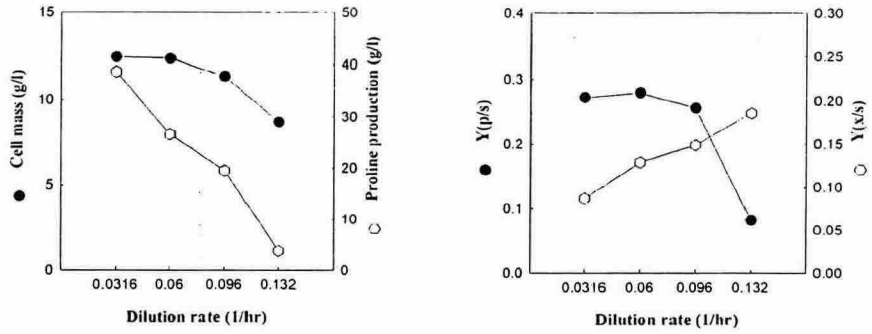 15
10
5
0
Cell mass (g/l)
50
40
30
20
10
0
Proline production (g/l)
0.0316 0.06 0.096 0.132
Dilution rate (1/hr)
0.4
0.3
0.2
0.1
0.0
Y(p/s)
0.30
0.25
0.20
0.15
0.10
0.05
0.00
Y(x/s)
0.0316 0.06 0.096 0.132
Dilution rate (1/hr)